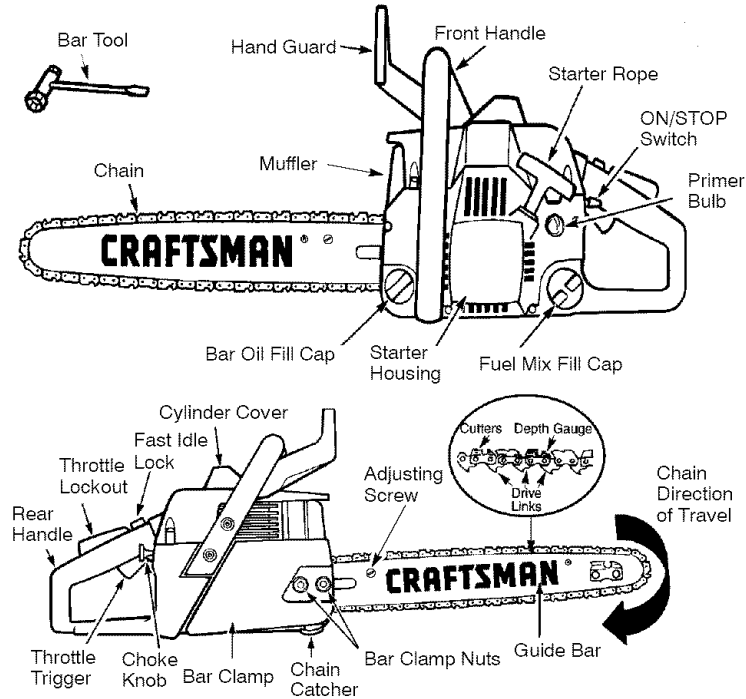 Bar Tool
Hand Guard
Front Handle
Starter Rope
ON/STOP
Switch
Muffler
Primer
Bulb
Chain
CRAFTSMAN
Bar Oil Fill Cap
Starter
Housing
Fuel Mix Fill Cap
Cylinder Cover
Fast Idle
Lock
Throttle
Lockout
Rear
Handle
Adjusting
Screw
Cutters
Depth Gauge
Drive
Links
Chain
Direction
of Travel
CRAFTSMAN
Throttle
Trigger
Choke
Knob
Bar Clamp
Chain
Catcher
Bar Clamp Nuts
Guide Bar